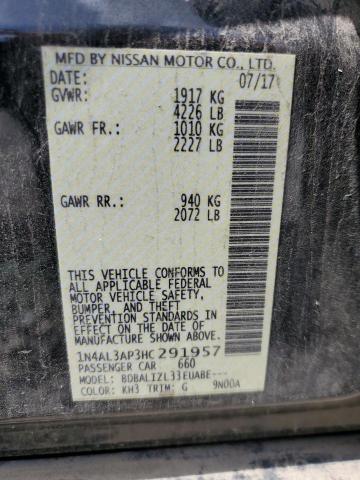 MFD BY NISSAN MOTOR CO., LTD.
DATE: 07/17
GVWR: 1917 KG
4226 LB
GAWR FR.: 1010 KG
2227 LB
GAWR RR.: 940 KG
2072 LB
THIS VEHICLE CONFORMS TO
ALL APPLICABLE FEDERAL
MOTOR VEHICLE SAFETY,
BUMPER, AND THEFT
PREVENTION STANDARDS IN
EFFECT ON THE DATE OF
MANUFACTURE SHOWN ABOVE.
1N4AL3AP3HC291957
PASSENGER CAR 660
MODEL: BDBALIZL33EUABE---
COLOR: KH3 TRIM: G 9N00A